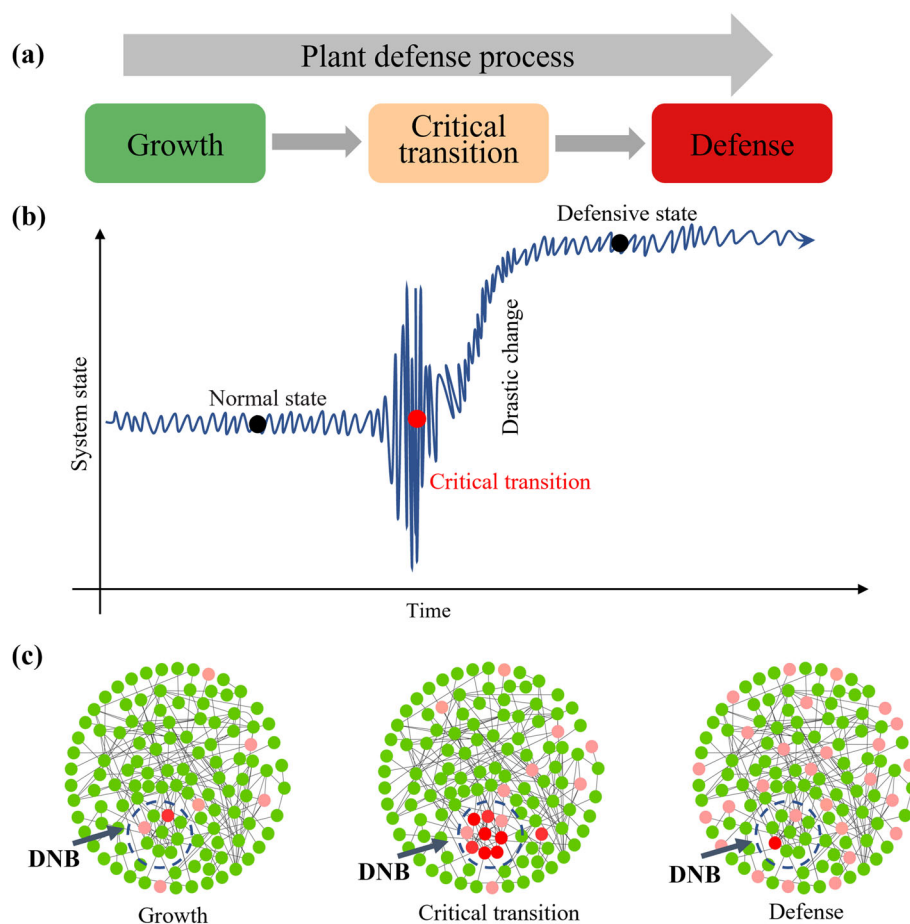 (a)
Plant defense process
Growth
Critical
transition
Defense
(b)
Defensive state
Drastic change
Normal state
System state
Critical transition
Time
(c)
DNB
DNB
DNB
Growth
Critical transition
Defense